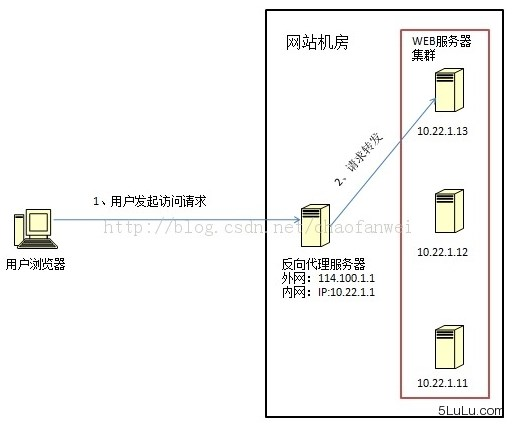 网站机房
WEB服务器
集群
10.22.1.13
2、请求转发
1、用户发起访问请求
http://blog.csdn.net/chaofanwei
10.22.1.12
用户浏览器
反向代理服务器
外网：114.100.1.1
内网：IP:10.22.1.1
10.22.1.11
5LuLu.com